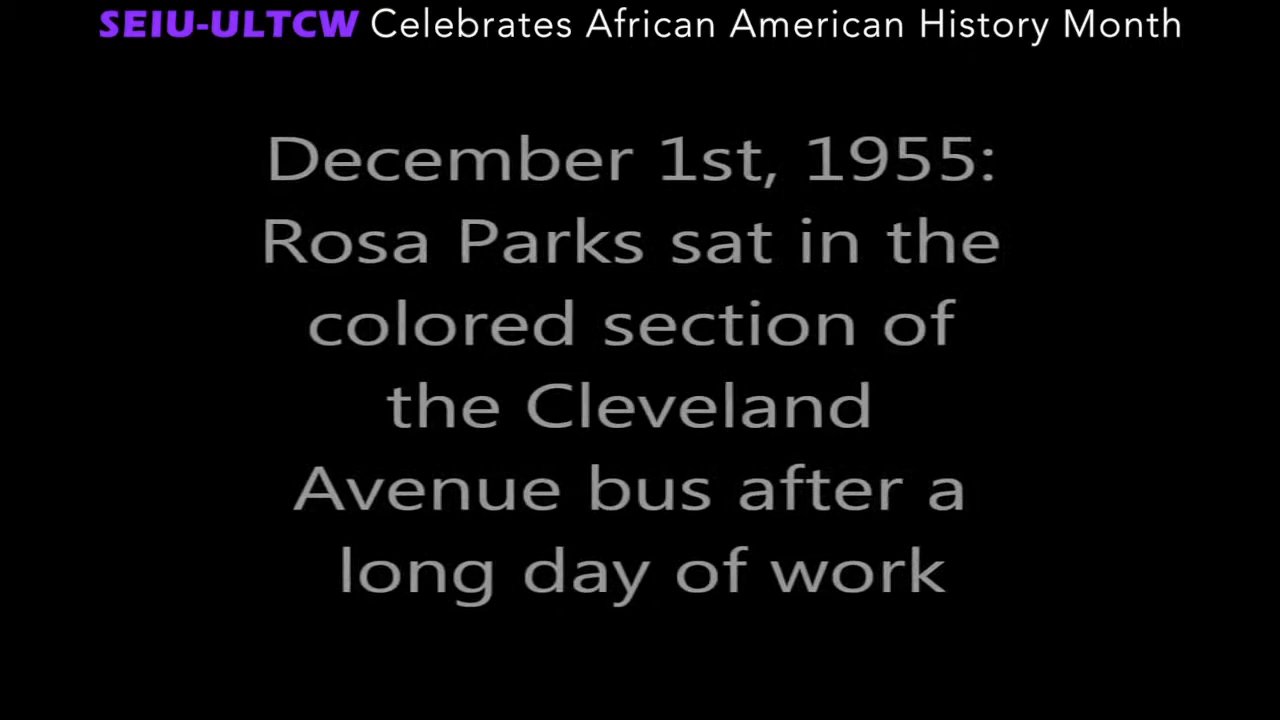 SEIU-ULTCW Celebrates African American History Month
December 1st, 1955:
Rosa Parks sat in the
colored section of
the Cleveland
Avenue bus after a
long day of work